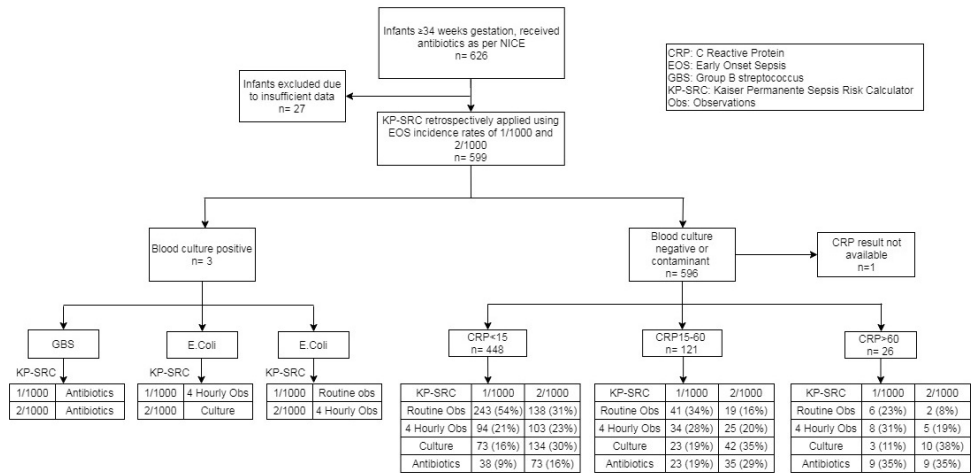 Infants ≥34 weeks gestation, received
antibiotics as per NICE
n= 626
CRP: C Reactive Protein
EOS: Early Onset Sepsis
GBS: Group B streptococcus
KP-SRC: Kaiser Permanente Sepsis Risk Calculator
Obs: Observations
Infants excluded due
to insufficient data
n= 27
KP-SRC retrospectively applied using
EOS incidence rates of 1/1000 and
2/1000
n= 599
Blood culture positive
n= 3
Blood culture
negative or
contaminant
n= 596
CRP result not
available
n=1
GBS
E.Coli
E.Coli
CRP<15
n= 448
CRP15-60
n= 121
CRP>60
n= 26
KP-SRC
1/1000 Antibiotics
2/1000 Antibiotics
KP-SRC
1/1000 4 Hourly Obs
2/1000 Culture
KP-SRC
1/1000 Routine obs
2/1000 4 Hourly Obs
KP-SRC 1/1000 2/1000
Routine Obs 243 (54%) 138 (31%)
4 Hourly Obs 94 (21%) 103 (23%)
Culture 73 (16%) 134 (30%)
Antibiotics 38 (9%) 73 (16%)
KP-SRC 1/1000 2/1000
Routine Obs 41 (34%) 19 (16%)
4 Hourly Obs 34 (28%) 25 (20%)
Culture 23 (19%) 42 (35%)
Antibiotics 23 (19%) 35 (29%)
KP-SRC 1/1000 2/1000
Routine Obs 6 (23%) 2 (8%)
4 Hourly Obs 8 (31%) 5 (19%)
Culture 3 (11%) 10 (38%)
Antibiotics 9 (35%) 9 (35%)